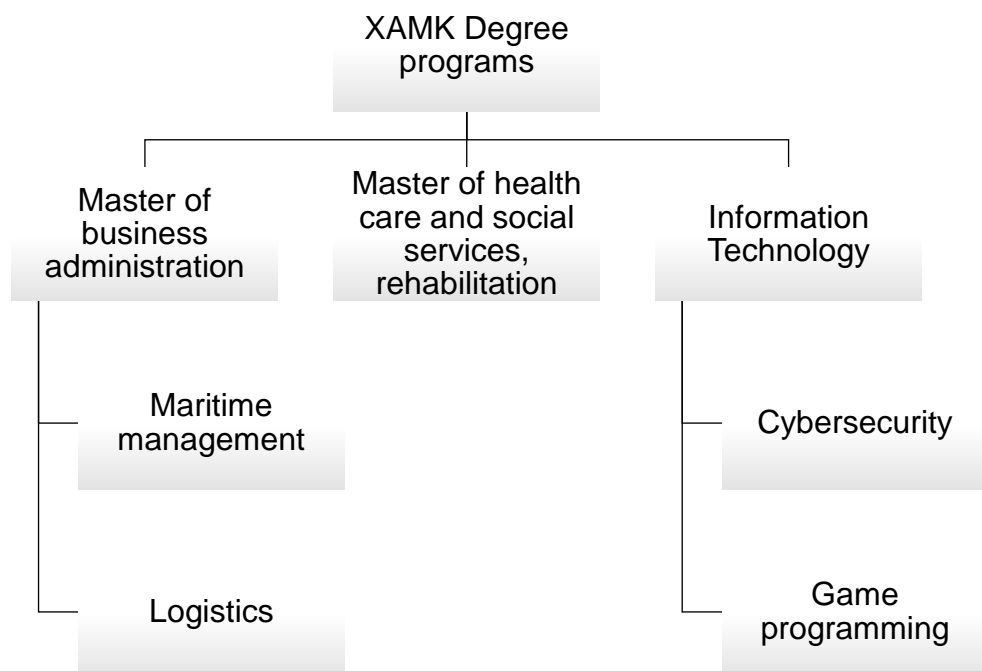 XAMK Degree
programs
Master of
business
administration
Master of health
care and social
services,
rehabilitation
Information
Technology
Maritime
management
Cybersecurity
Logistics
Game
programming